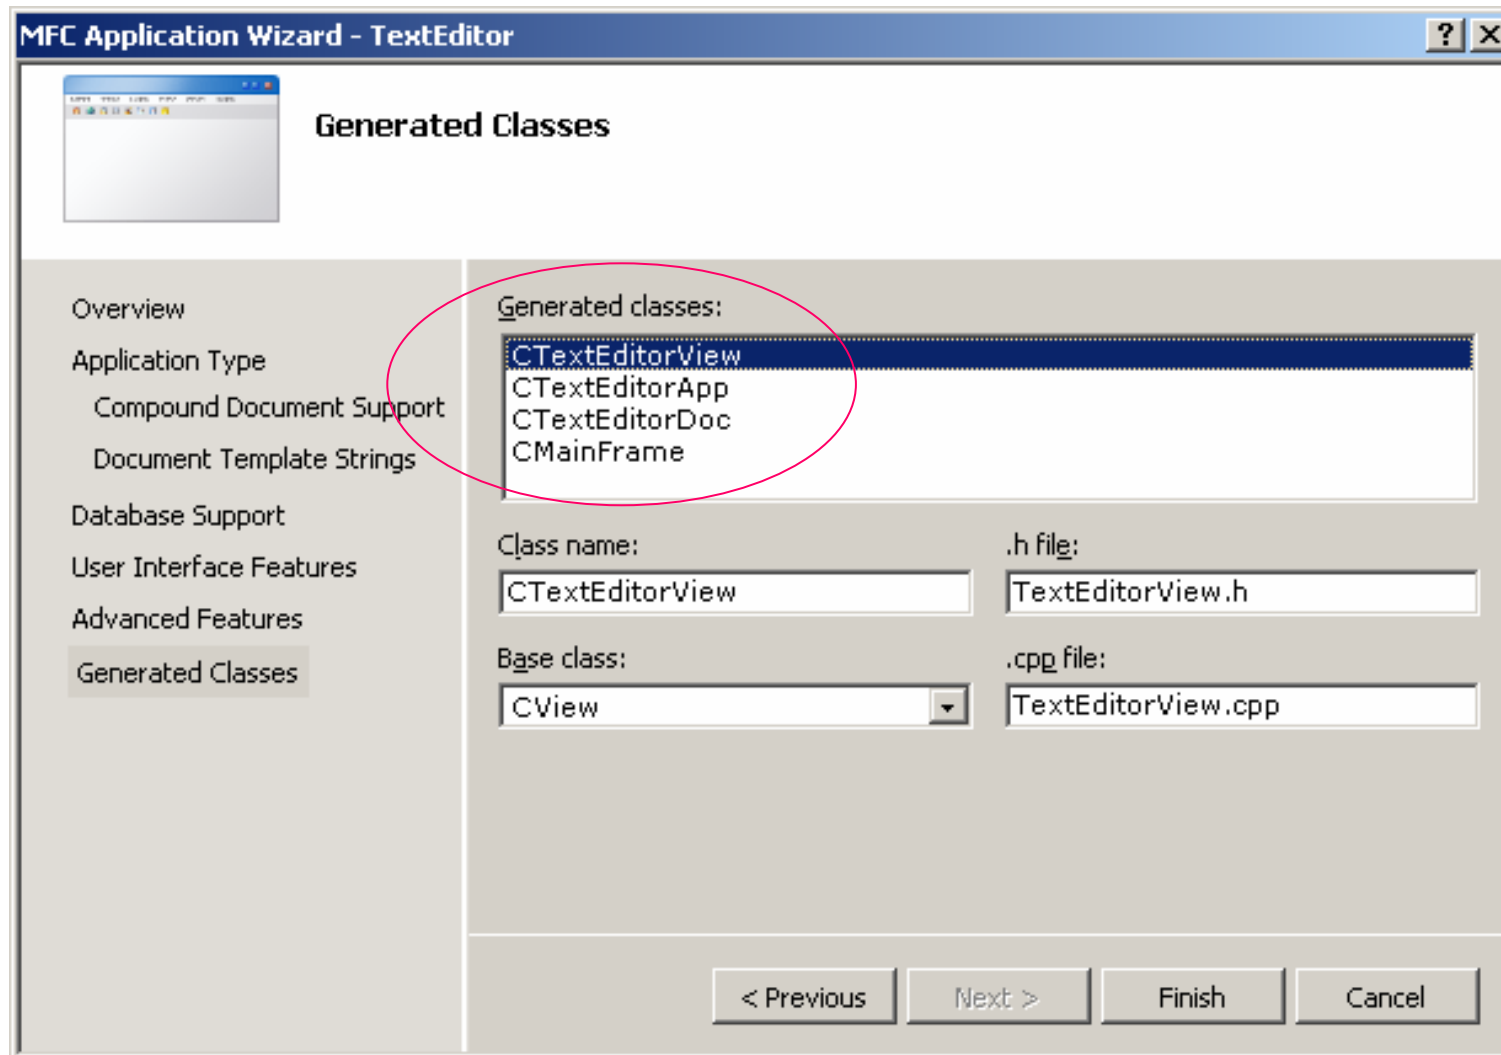 MFC Application Wizard - TextEditor
Generated Classes
Overview
Application Type
Compound Document Support
Document Template Strings
Database Support
User Interface Features
Advanced Features
Generated Classes
Generated classes:
CTextEditorView
CTextEditorApp
CTextEditorDoc
CMainFrame
Class name:
.h file:
CTextEditorView
TextEditorView.h
Base class:
.cpp file:
CView
TextEditorView.cpp
< Previous
Next >
Finish
Cancel